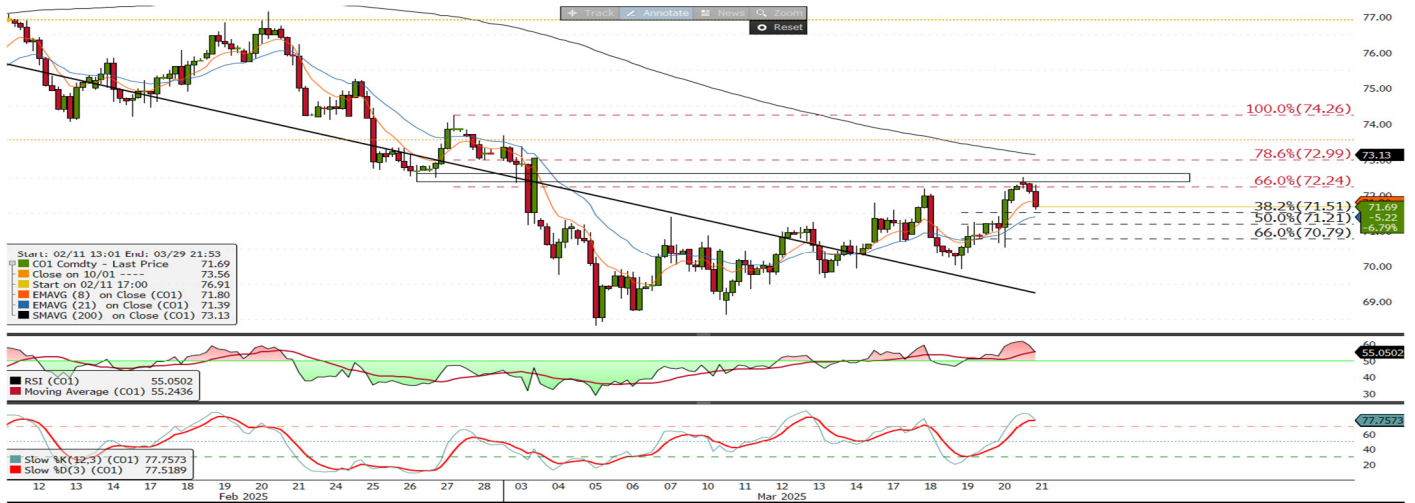 Track Annotate News Zoom
Reset
77.00
76.00
75.00
74.00
73.13
72.00
71.69
-5.22
-6.79%
70.00
69.00
100.0%(74.26)
78.6%(72.99)
66.0%(72.24)
38.2%(71.51)
50.0%(71.21)
66.0%(70.79)
Start: 02/11 13:01 End: 03/29 21:53
CO1 Comdty - Last Price 71.69
Close on 10/01 ---- 73.56
Start on 02/11 17:00 76.91
EMAVG (8) on Close (CO1) 71.80
EMAVG (21) on Close (CO1) 71.39
SMAVG (200) on Close (CO1) 73.13
60
55.0502
50
40
30
RSI (CO1) 55.0502
Moving Average (CO1) 55.2436
77.7573
60
40
20
Slow %K(12,3) (CO1) 77.7573
Slow %D(3) (CO1) 77.5189
12 13 14 17 18 19 20 21 24 25 26 27 28 03 04 05 06 07 10 11 12 13 14 17 18 19 20 21
Feb 2025 Mar 2025